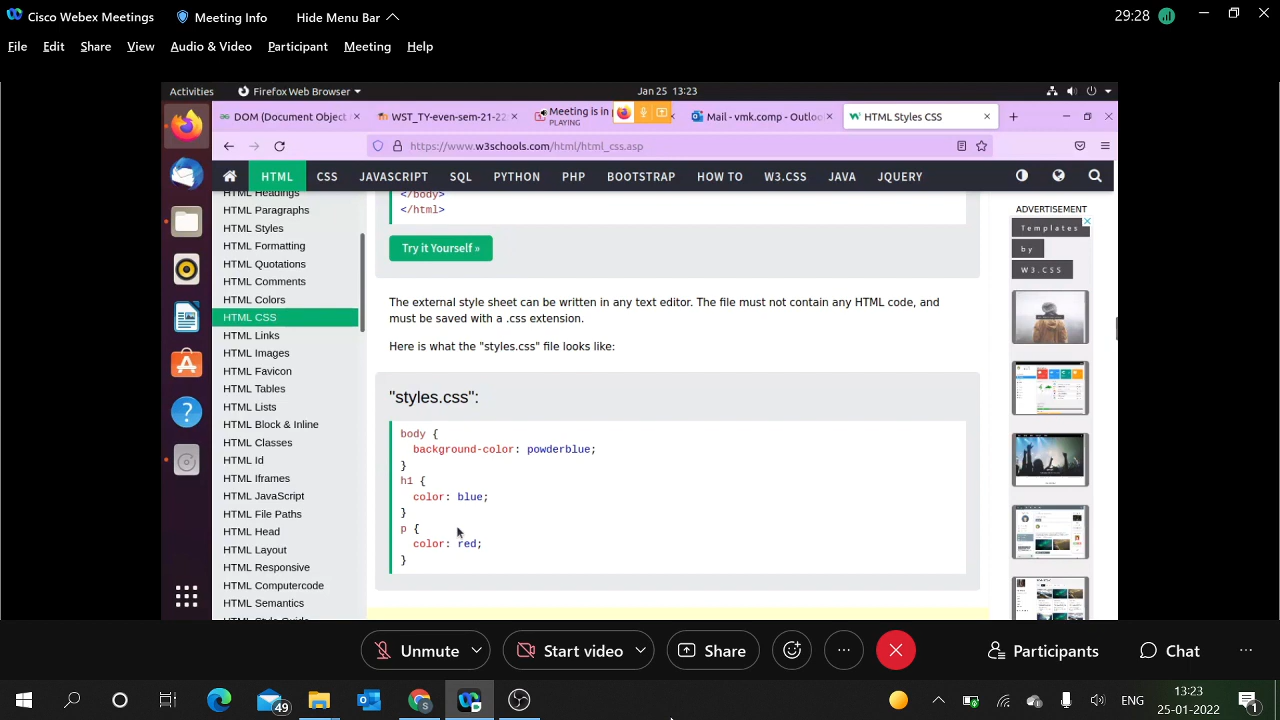 Cisco Webex Meetings
Meeting Info
Hide Menu Bar
29:28
File Edit Share View Audio & Video Participant Meeting Help
Activities
Firefox Web Browser
Jan 25 13:23
DOM (Document Object
WST_TY-even-sem-21-22
Meeting is in
PLAYING
Mail - vmk.comp - Outloo
HTML Styles CSS
https://www.w3schools.com/html/html_css.asp
HTML CSS JAVASCRIPT SQL PYTHON PHP BOOTSTRAP HOW TO W3.CSS JAVA JQUERY
HTML Headings
HTML Paragraphs
HTML Styles
HTML Formatting
HTML Quotations
HTML Comments
HTML Colors
HTML CSS
HTML Links
HTML Images
HTML Favicon
HTML Tables
HTML Lists
HTML Block & Inline
HTML Classes
HTML Id
HTML Iframes
HTML JavaScript
HTML File Paths
HTML Head
HTML Layout
HTML Responsive
HTML Computercode
HTML Semantics
</body>
</html>
Try it Yourself »
The external style sheet can be written in any text editor. The file must not contain any HTML code, and
must be saved with a .css extension.
Here is what the "styles.css" file looks like:
"styles.css":
body {
background-color: powderblue;
}
h1 {
color: blue;
}
p {
color: red;
}
ADVERTISEMENT
Templates
by
W3.CSS
Unmute
Start video
Share
Participants
Chat
49
ENG
13:23
25-01-2022
1